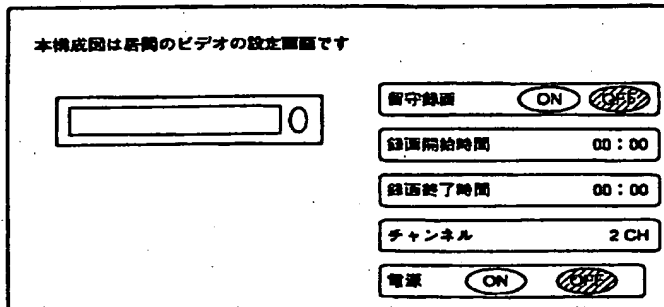 本構成図は居間のビデオの設定画面です
留守録画 ON OFF
録画開始時間 00：00
録画終了時間 00：00
チャンネル 2 CH
電源 ON OFF